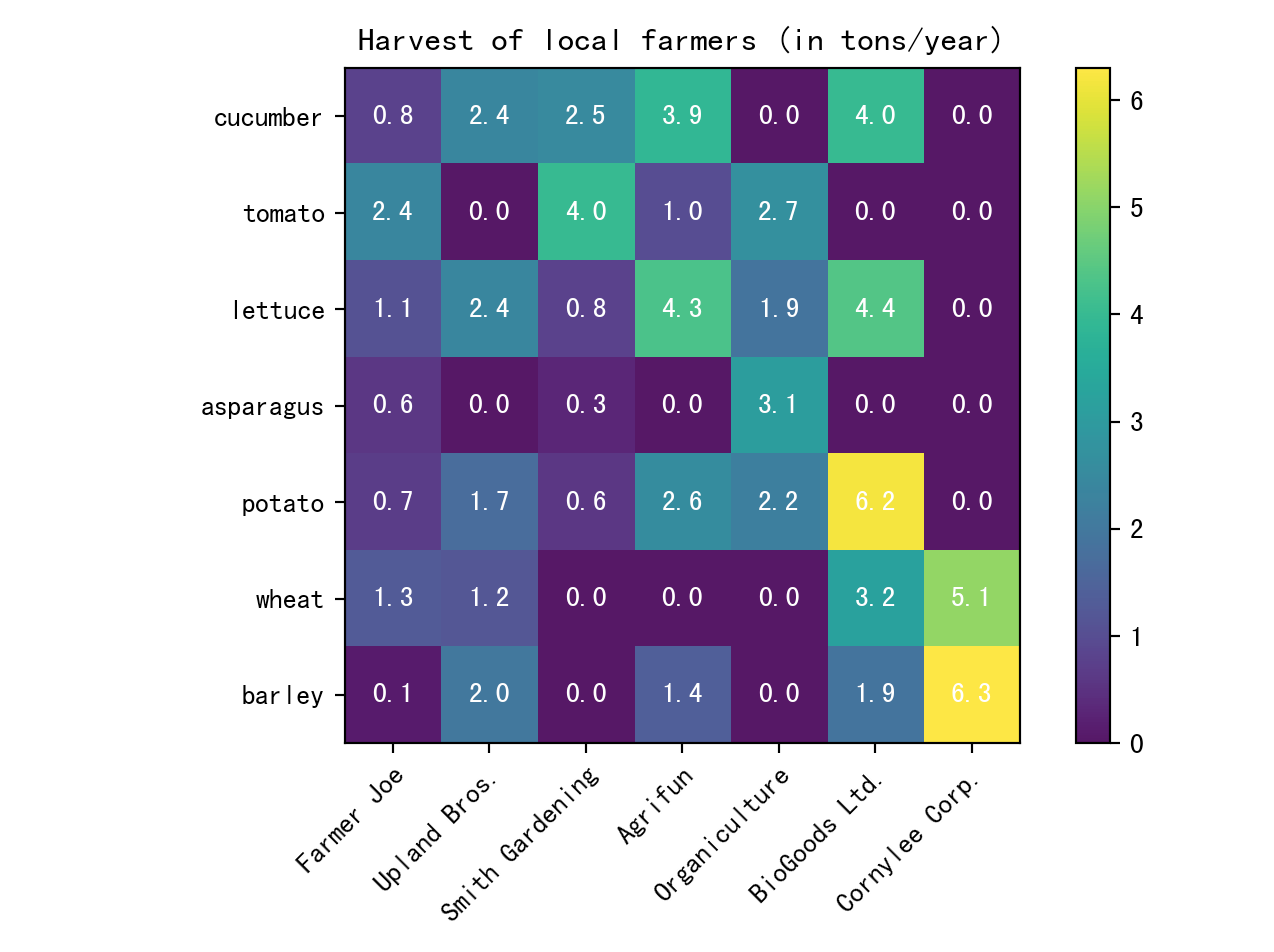 Harvest of local farmers (in tons/year)
cucumber 0.8 2.4 2.5 3.9 0.0 4.0 0.0
tomato 2.4 0.0 4.0 1.0 2.7 0.0 0.0
lettuce 1.1 2.4 0.8 4.3 1.9 4.4 0.0
asparagus 0.6 0.0 0.3 0.0 3.1 0.0 0.0
potato 0.7 1.7 0.6 2.6 2.2 6.2 0.0
wheat 1.3 1.2 0.0 0.0 0.0 3.2 5.1
barley 0.1 2.0 0.0 1.4 0.0 1.9 6.3
Farmer Joe
Upland Bros.
Smith Gardening
Agrifun
Organiculture
BioGoods Ltd.
Cornylee Corp.
6
5
4
3
2
1
0